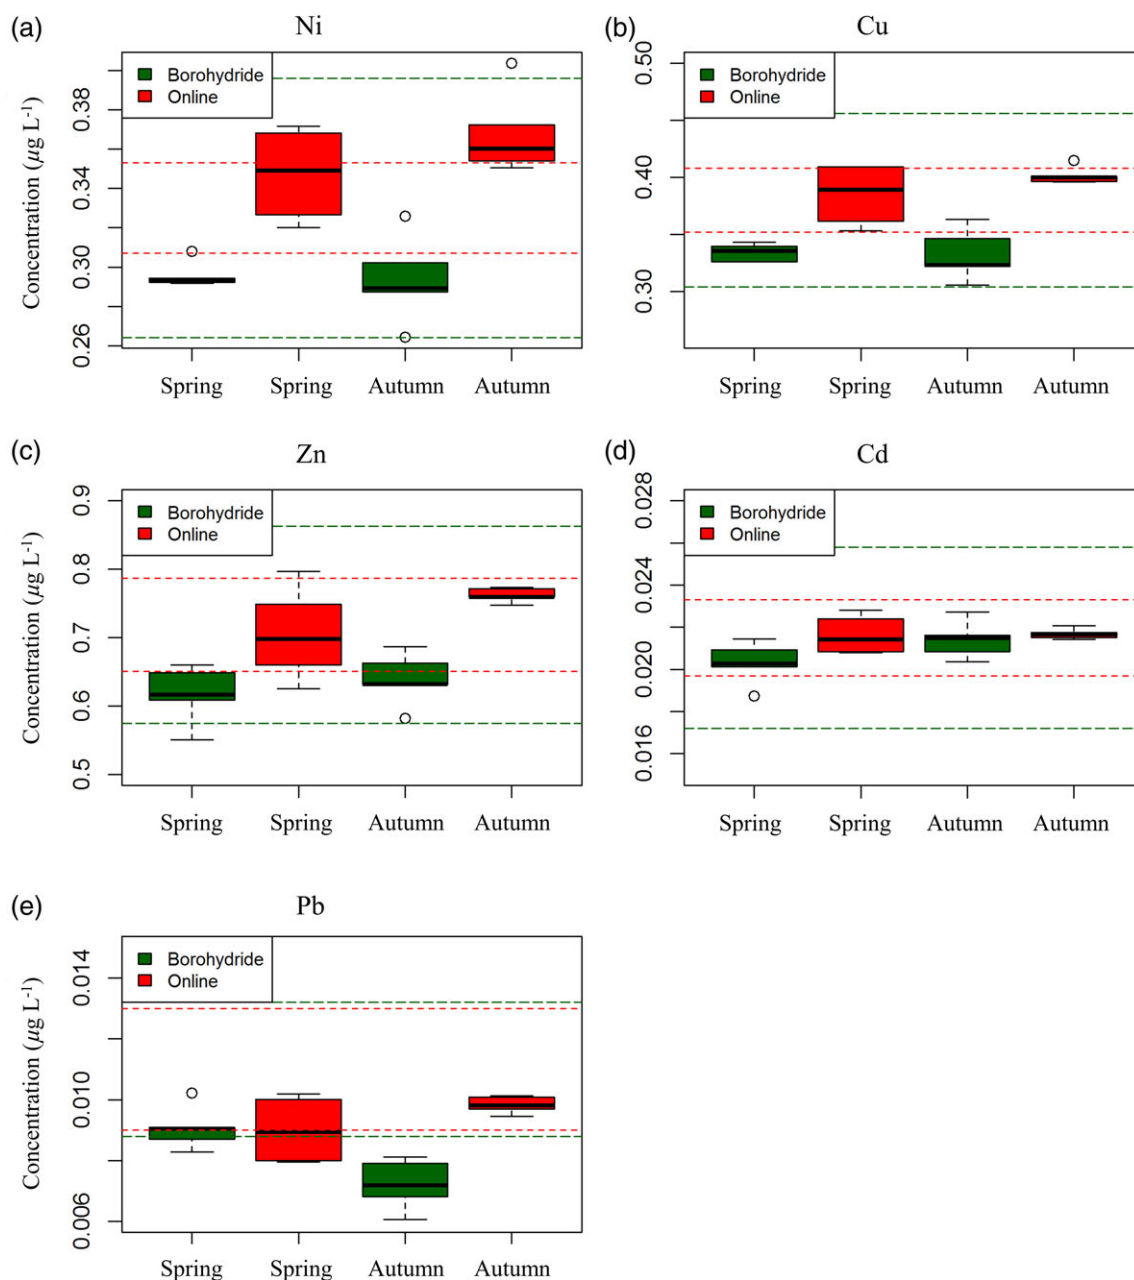 (a)
Ni
Borohydride
Online
0.38
0.34
0.30
0.26
Concentration (µg L⁻¹)
Spring Spring Autumn Autumn
(b)
Cu
Borohydride
Online
0.50
0.40
0.30
Spring Spring Autumn Autumn
(c)
Zn
Borohydride
Online
0.9
0.8
0.7
0.6
0.5
Concentration (µg L⁻¹)
Spring Spring Autumn Autumn
(d)
Cd
Borohydride
Online
0.028
0.024
0.020
0.016
Spring Spring Autumn Autumn
(e)
Pb
Borohydride
Online
0.014
0.010
0.006
Concentration (µg L⁻¹)
Spring Spring Autumn Autumn